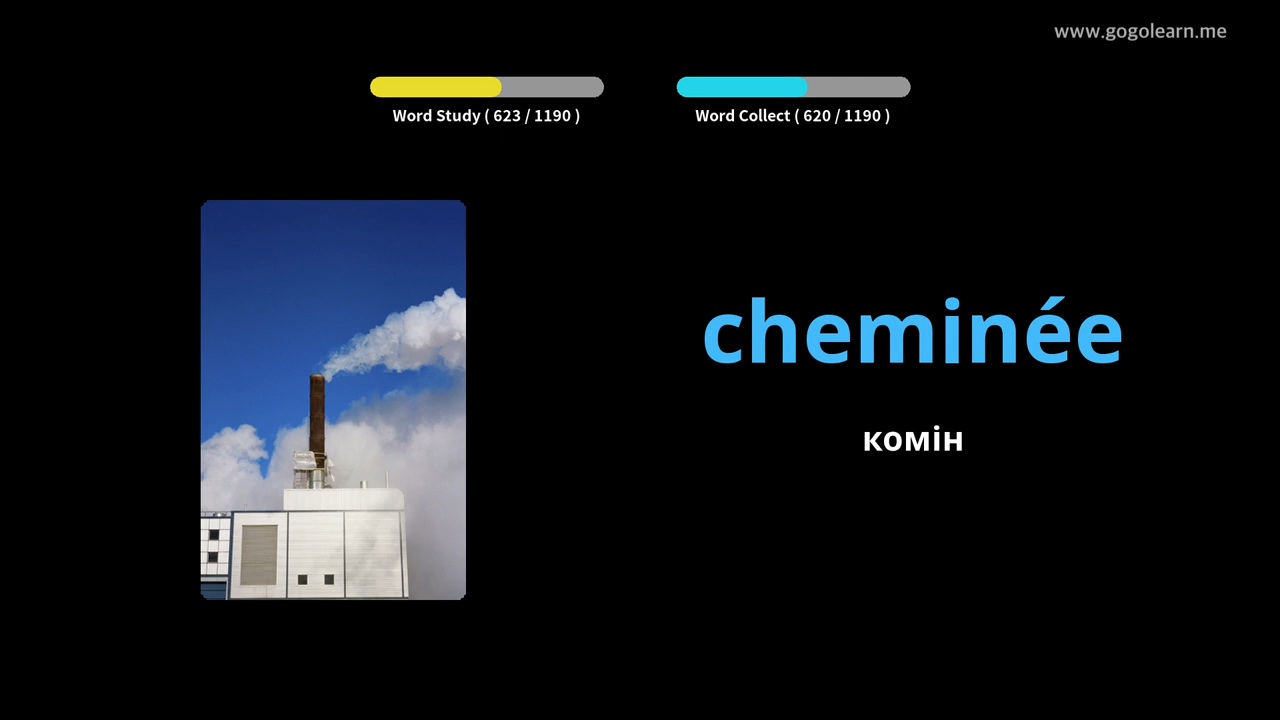 www.gogolearn.me
Word Study ( 623 / 1190 )
Word Collect ( 620 / 1190 )
cheminée
комін